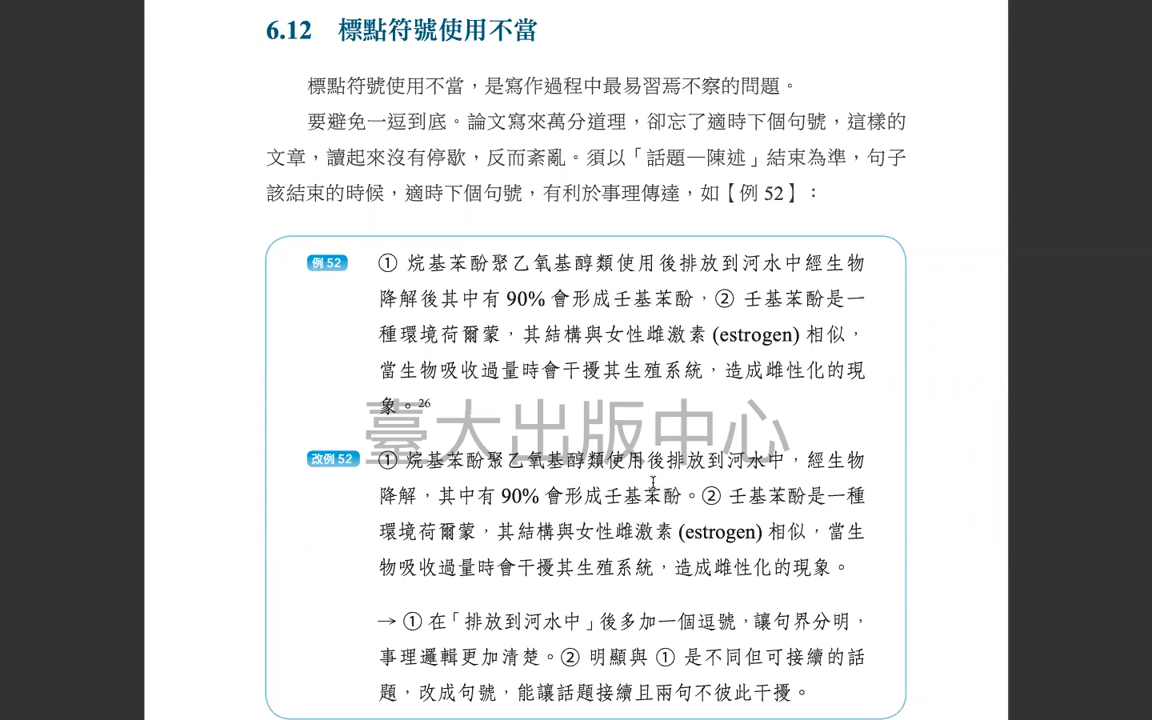 6.12 標點符號使用不當
標點符號使用不當，是寫作過程中最易習焉不察的問題。
要避免一逗到底。論文寫來萬分道理，卻忘了適時下個句號，這樣的
文章，讀起來沒有停歇，反而紊亂。須以「話題—陳述」結束為準，句子
該結束的時候，適時下個句號，有利於事理傳達，如【例 52】：
例 52 ① 烷基苯酚聚乙氧基醇類使用後排放到河水中經生物
降解後其中有 90% 會形成壬基苯酚，② 壬基苯酚是一
種環境荷爾蒙，其結構與女性雌激素 (estrogen) 相似，
當生物吸收過量時會干擾其生殖系統，造成雌性化的現
象。26
臺大出版中心
改例 52 ① 烷基苯酚聚乙氧基醇類使用後排放到河水中，經生物
降解，其中有 90% 會形成壬基苯酚。② 壬基苯酚是一種
環境荷爾蒙，其結構與女性雌激素 (estrogen) 相似，當生
物吸收過量時會干擾其生殖系統，造成雌性化的現象。
→ ① 在「排放到河水中」後多加一個逗號，讓句界分明，
事理邏輯更加清楚。② 明顯與 ① 是不同但可接續的話
題，改成句號，能讓話題接續且兩句不彼此干擾。